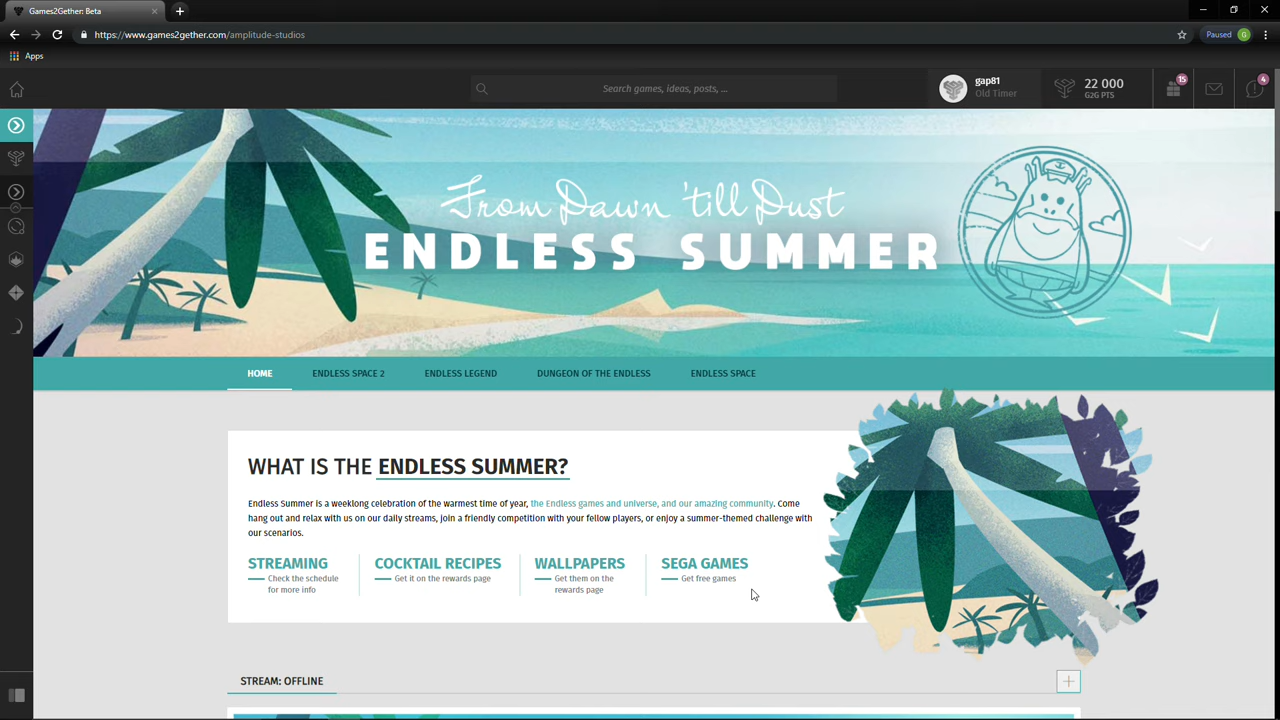 Games2Gether: Beta
https://www.games2gether.com/amplitude-studios
Paused G
Apps
Search games, ideas, posts, ...
gap81
Old Timer
22 000
G2G PTS
15
4
From Dawn 'till Dust
ENDLESS SUMMER
HOME ENDLESS SPACE 2 ENDLESS LEGEND DUNGEON OF THE ENDLESS ENDLESS SPACE
WHAT IS THE ENDLESS SUMMER?
Endless Summer is a weeklong celebration of the warmest time of year, the Endless games and universe, and our amazing community. Come
hang out and relax with us on our daily streams, join a friendly competition with your fellow players, or enjoy a summer-themed challenge with
our scenarios.
STREAMING
Check the schedule
for more info
COCKTAIL RECIPES
Get it on the rewards page
WALLPAPERS
Get them on the
rewards page
SEGA GAMES
Get free games
STREAM: OFFLINE